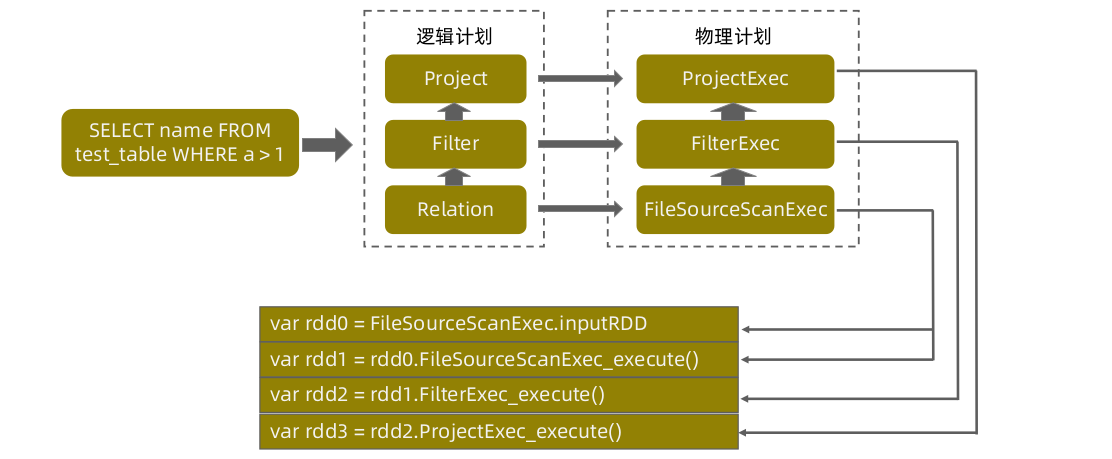 逻辑计划
物理计划
Project
ProjectExec
SELECT name FROM
test_table WHERE a > 1
Filter
FilterExec
Relation
FileSourceScanExec
var rdd0 = FileSourceScanExec.inputRDD
var rdd1 = rdd0.FileSourceScanExec_execute()
var rdd2 = rdd1.FilterExec_execute()
var rdd3 = rdd2.ProjectExec_execute()